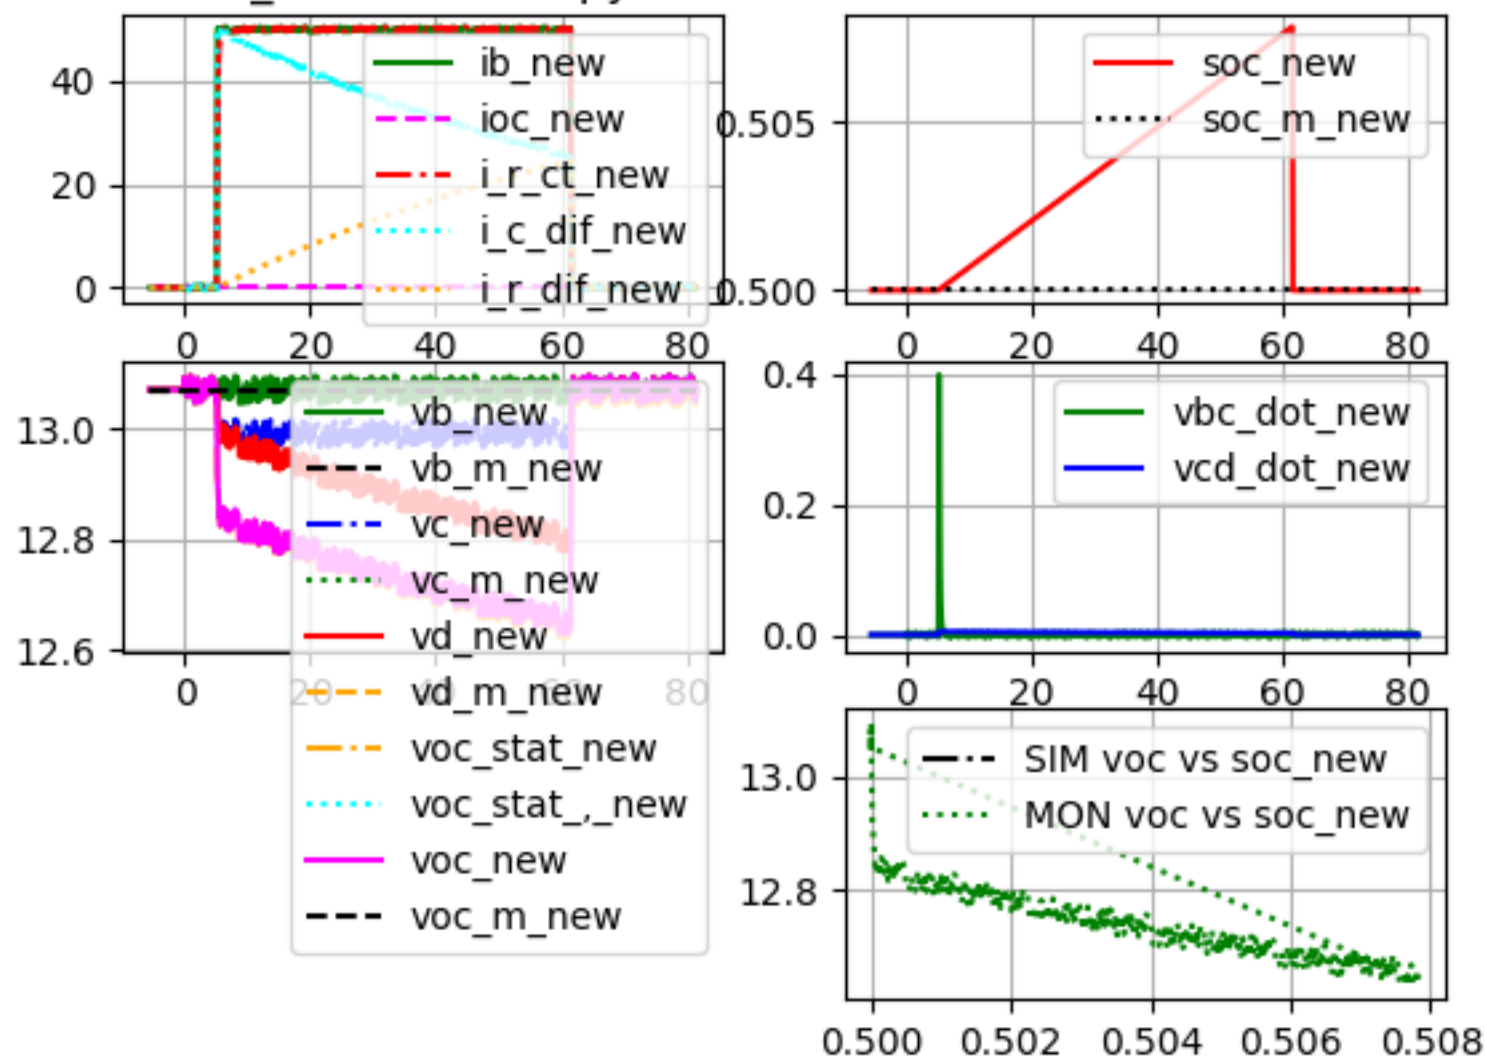 40
20
0
0 20 40 60 80
ib_new
ioc_new
i_r_ct_new
i_c_dif_new
i_r_dif_new
0.505
0.500
0 20 40 60 80
soc_new
soc_m_new
13.0
12.8
12.6
0 20 40 60 80
vb_new
vb_m_new
vc_new
vc_m_new
vd_new
vd_m_new
voc_stat_new
voc_stat_,_new
voc_new
voc_m_new
0.4
0.2
0.0
0 20 40 60 80
vbc_dot_new
vcd_dot_new
13.0
12.8
0.500 0.502 0.504 0.506 0.508
SIM voc vs soc_new
MON voc vs soc_new